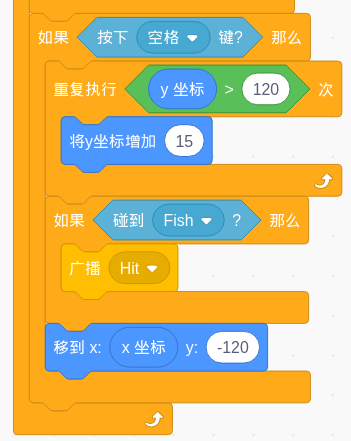 如果 按下 空格 键? 那么
重复执行 y 坐标 > 120 次
将y坐标增加 15
如果 碰到 Fish ? 那么
广播 Hit
移到 x: x 坐标 y: -120